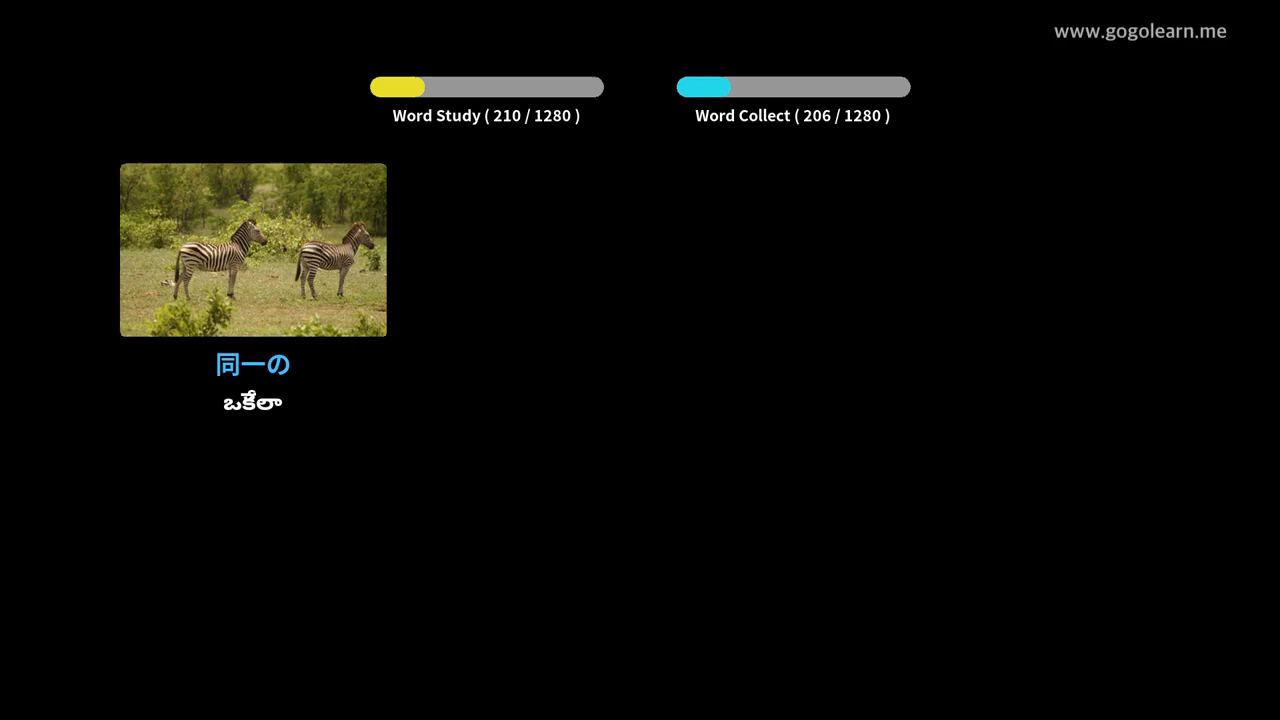 www.gogolearn.me
Word Study ( 210 / 1280 )
Word Collect ( 206 / 1280 )
同一の
ఒకేలా